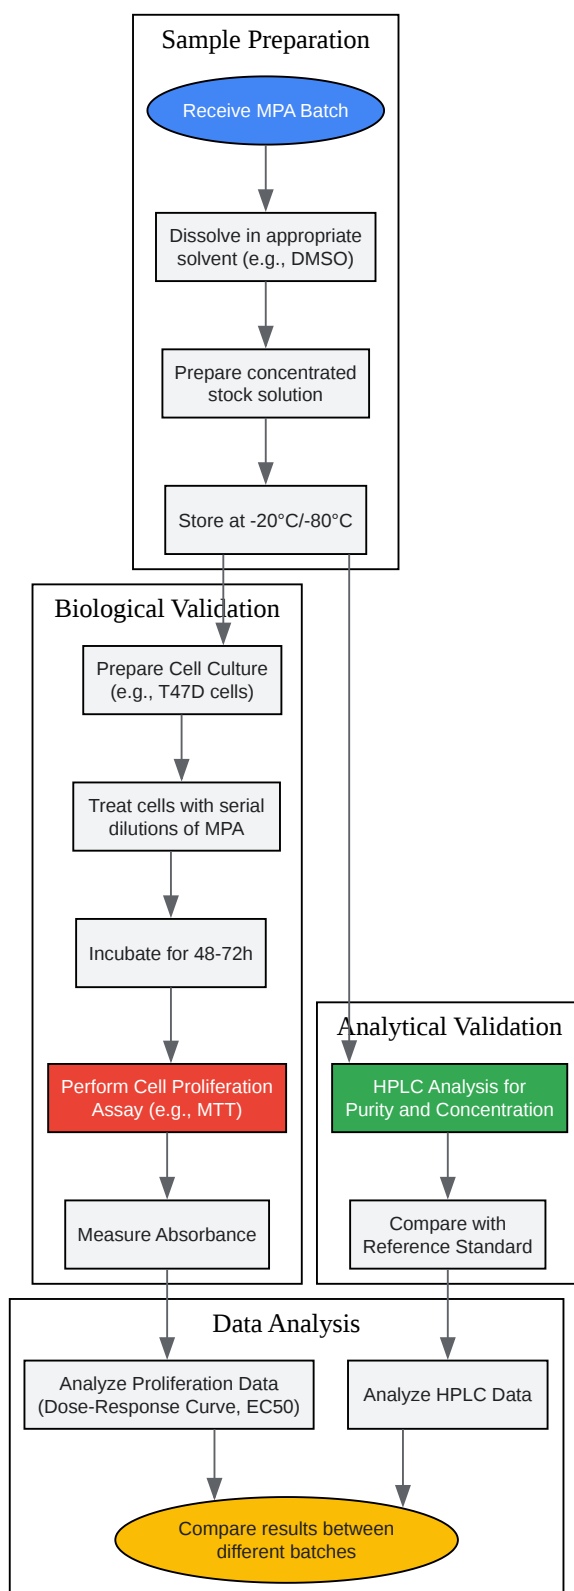 Sample Preparation
Receive MPA Batch
Dissolve in appropriate
solvent (e.g., DMSO)
Prepare concentrated
stock solution
Store at -20°C/-80°C
Biological Validation
Prepare Cell Culture
(e.g., T47D cells)
Treat cells with serial
dilutions of MPA
Incubate for 48-72h
Perform Cell Proliferation
Assay (e.g., MTT)
Measure Absorbance
Analytical Validation
HPLC Analysis for
Purity and Concentration
Compare with
Reference Standard
Data Analysis
Analyze Proliferation Data
(Dose-Response Curve, EC50)
Analyze HPLC Data
Compare results between
different batches